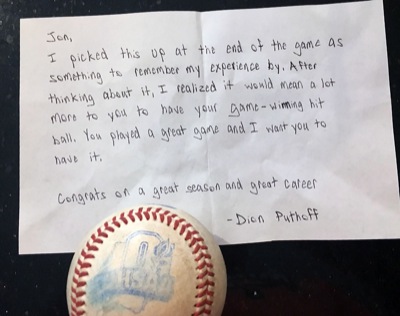 Jon,
I picked this up at the end of the game as
something to remember my experience by. After
thinking about it, I realized it would mean a lot
more to you to have your game-winning hit
ball. You played a great game and I want you to
have it.
Congrats on a great season and great career
-Dion Puthoff